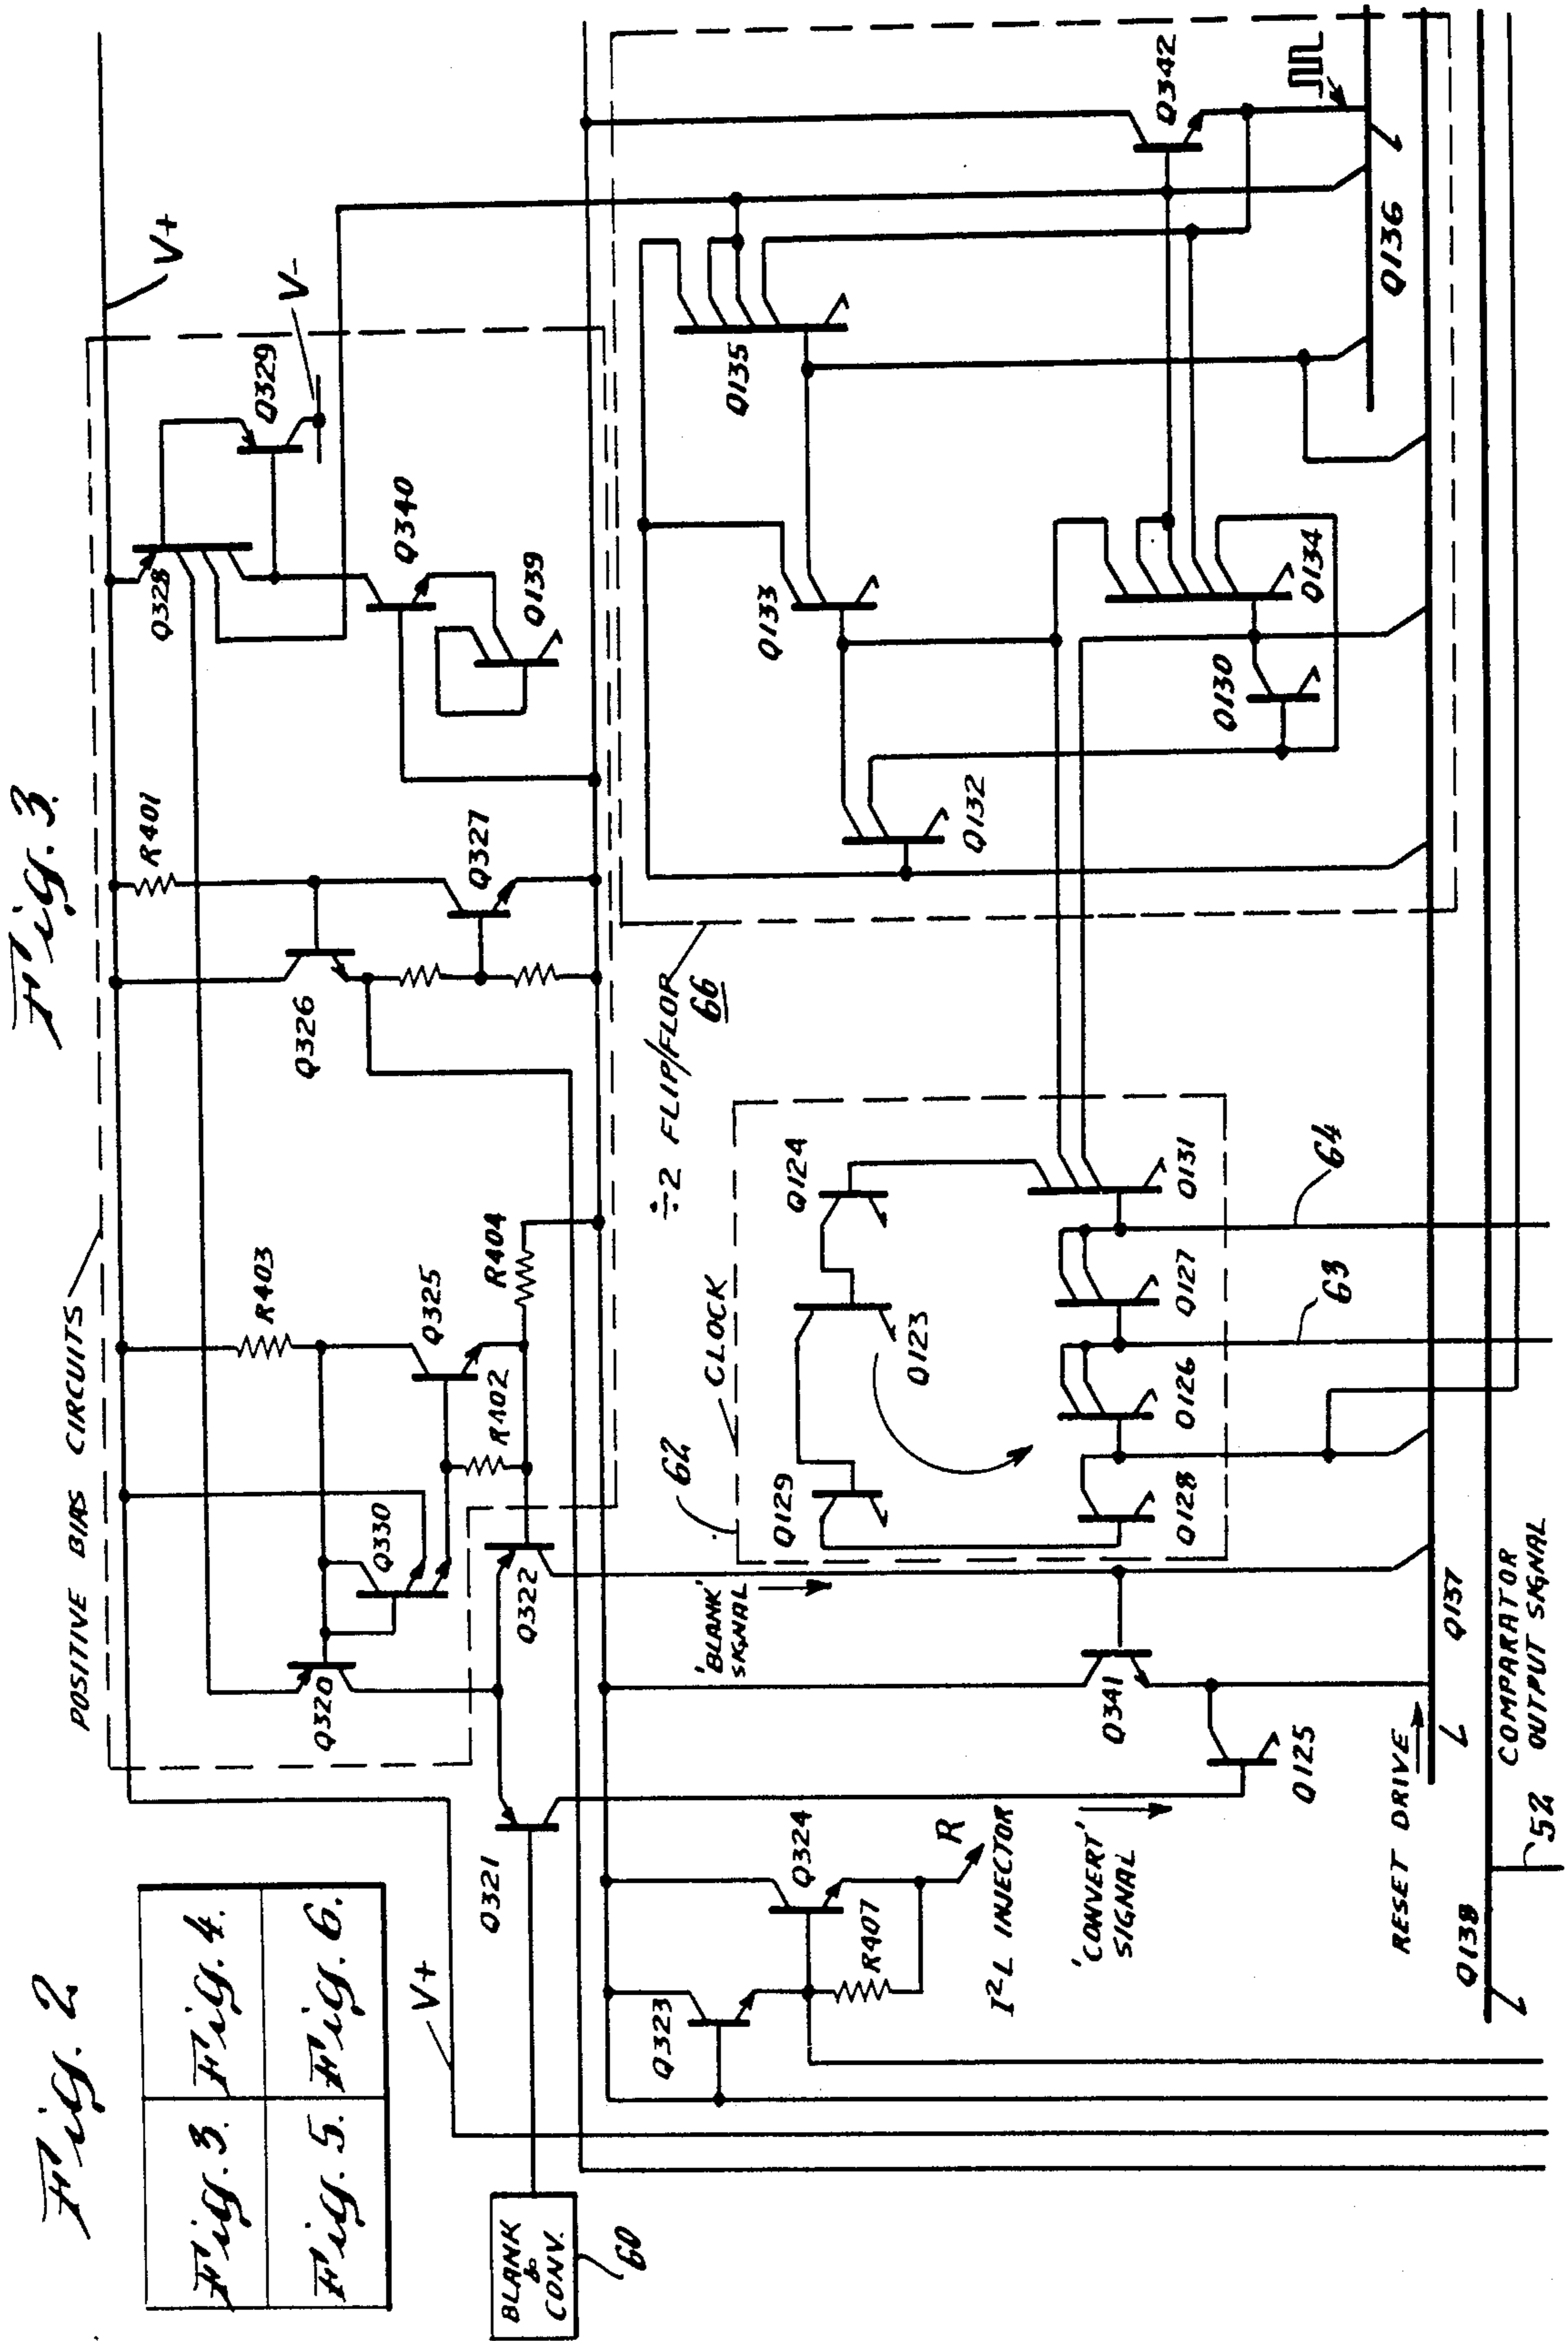 Fig. 2
Fig. 3.
Fig. 4.
Fig. 5.
Fig. 6.
Fig. 3.
POSITIVE BIAS CIRCUITS
V+
V-
R403
R401
Q320
Q330
Q325
R402
R404
Q322
Q326
Q327
Q328
Q329
Q340
Q139
V+
Q321
BLANK
&
CONV.
60
Q323
Q324
R407
R
I²L INJECTOR
'BLANK'
SIGNAL
'CONVERT'
SIGNAL
Q341
Q125
62
CLOCK
Q129
Q123
Q124
Q128
Q126
Q127
Q131
63
64
÷2 FLIP/FLOP
66
Q132
Q133
Q135
Q130
Q134
Q342
Q136
RESET DRIVE
Q137
Q138
COMPARATOR
OUTPUT SIGNAL
52